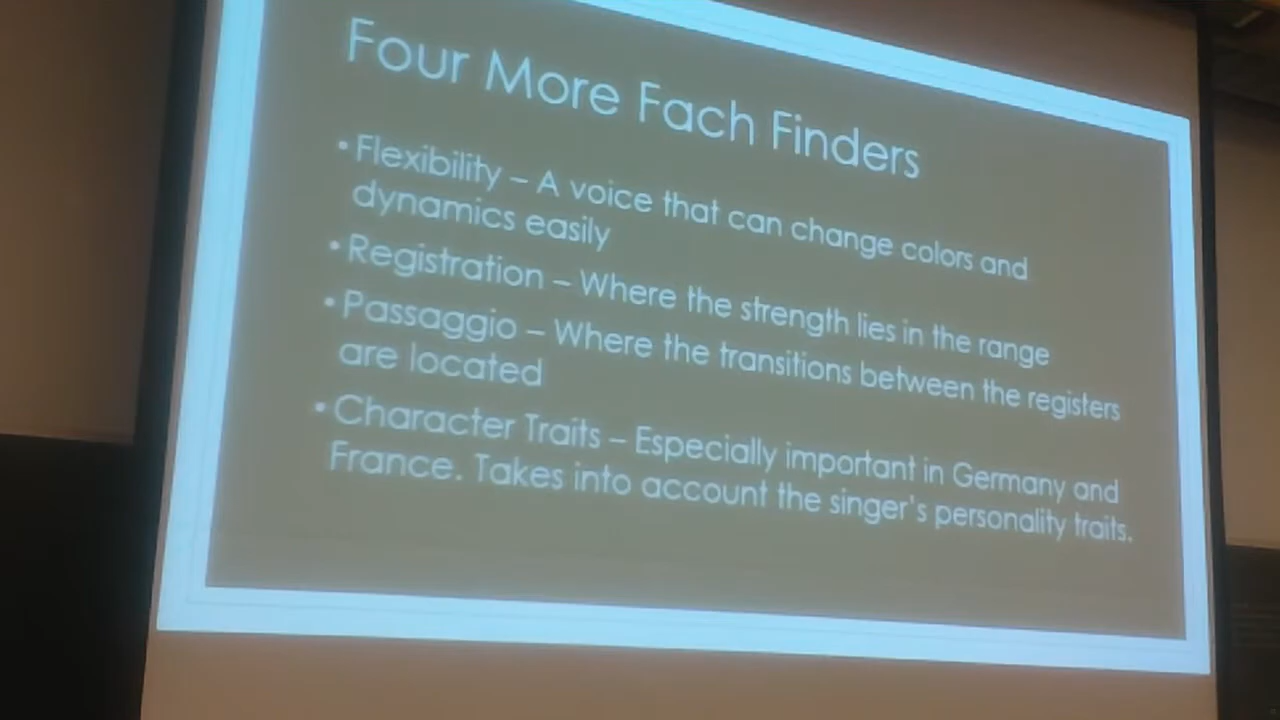 Four More Fach Finders
• Flexibility – A voice that can change colors and
dynamics easily
• Registration – Where the strength lies in the range
• Passaggio – Where the transitions between the registers
are located
• Character Traits – Especially important in Germany and
France. Takes into account the singer's personality traits.